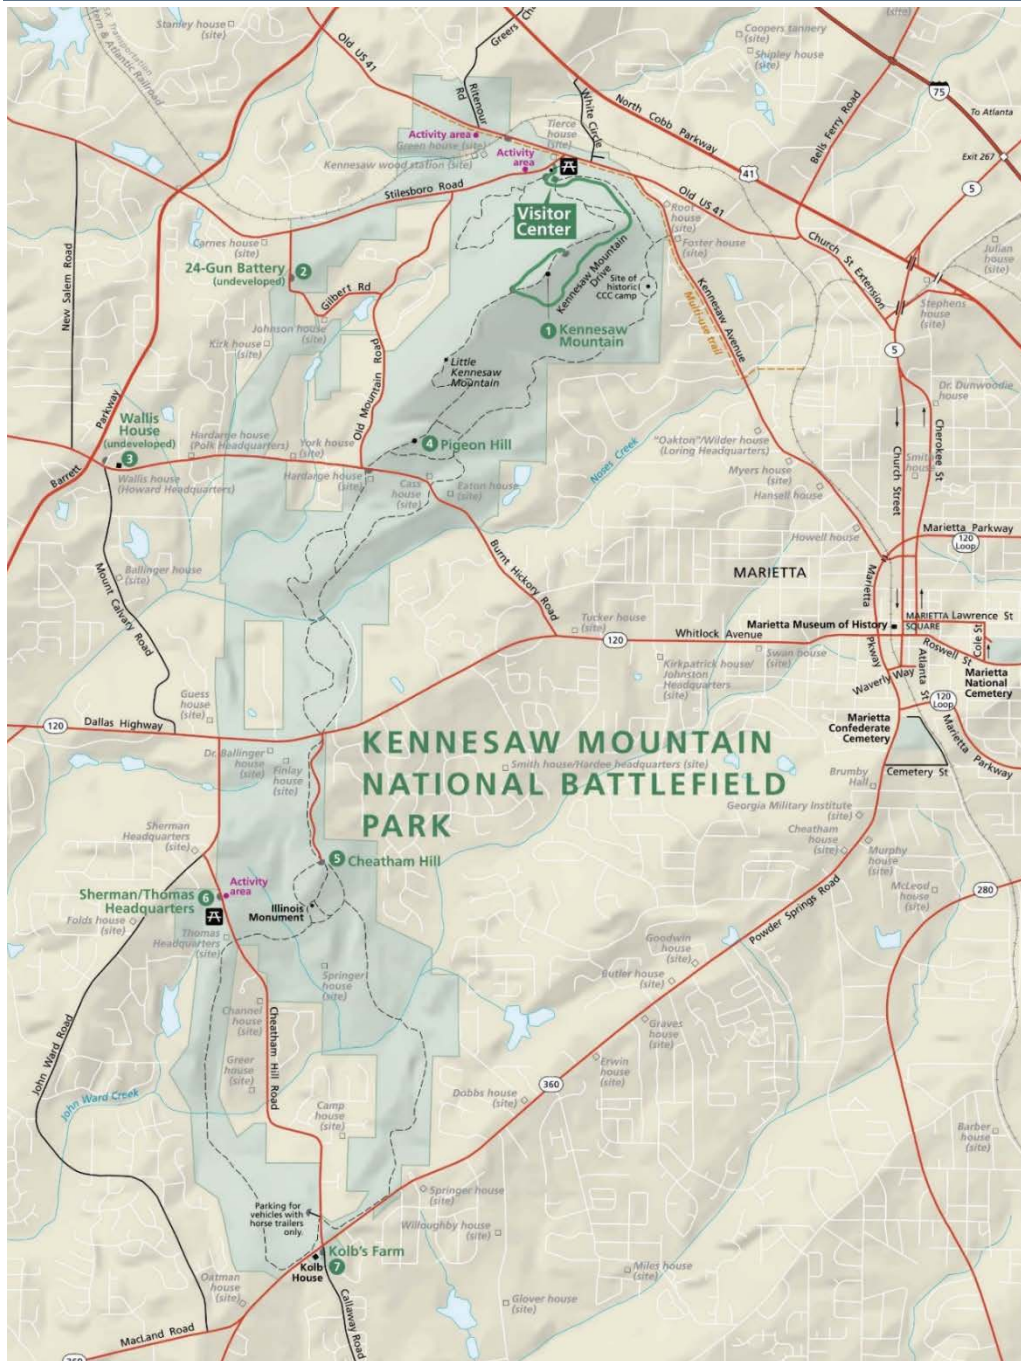 Stanley house
(site)
CSX Transportation
Western & Atlantic Railroad
Old US 41
Greers Ch
(site)
Coopers tannery
(site)
Shipley house
(site)
75
To Atlanta
Exit 267
5
Ritenour
Rd
White Circle
North Cobb Parkway
41
Bells Ferry Road
Activity area
Green house (site)
Tierce
house
(site)
Kennesaw wood station (site)
Activity
area
Stilesboro Road
Visitor
Center
Old US 41
Root
house
(site)
Foster house
(site)
Church St Extension
Julian
house
(site)
Stephens
house
(site)
New Salem Road
Carnes house
(site)
24-Gun Battery
(undeveloped)
2
Gilbert Rd
Kennesaw Mountain
Drive
Site of
historic
CCC camp
Kennesaw Avenue
Multi-use trail
1 Kennesaw
Mountain
Johnson house
(site)
Kirk house
(site)
Old Mountain Road
Little
Kennesaw
Mountain
5
Dr. Dunwoodie
house
Church Street
Cherokee St
Smith
house
Barrett
Parkway
Wallis
House
(undeveloped)
3
Wallis house
(Howard Headquarters)
Hardage house
(Polk Headquarters)
York house
(site)
Hardange house
(site)
4 Pigeon Hill
Cass
house
(site)
Eaton house
(site)
Noses Creek
"Oakton"/Wilder house
(Loring Headquarters)
Myers house
(site)
Hansell house
Howell house
Marietta Parkway
120
Loop
Ballinger house
(site)
Mount Calvary Road
Burnt Hickory Road
MARIETTA
Marietta
Pkway
MARIETTA
SQUARE
Lawrence St
Marietta Museum of History
Tucker house
(site)
120
Whitlock Avenue
Swan house
(site)
Kirkpatrick house/
Johnston
Headquarters
(site)
Cole St
Roswell St
Atlanta St
Waverly Way
Marietta
National
Cemetery
120
Loop
Marietta Parkway
Marietta
Confederate
Cemetery
Cemetery St
Guess
house
(site)
120
Dallas Highway
Dr. Ballinger
house
(site)
Finlay
house
(site)
KENNESAW MOUNTAIN
NATIONAL BATTLEFIELD
PARK
Smith house/Hardee headquarters (site)
Brumby
Hall
Georgia Military Institute
(site)
Cheatham
house
(site)
Murphy
house
(site)
McLeod
house
(site)
280
Sherman
Headquarters
(site)
5 Cheatham Hill
Activity
area
Sherman/Thomas
Headquarters
6
Illinois
Monument
Folds house
(site)
Thomas
Headquarters
(site)
Powder Springs Road
Goodwin
house
(site)
Butler house
(site)
Springer
house
(site)
Channel
house
(site)
Graves
house
(site)
Cheatham Hill Road
Greer
house
(site)
Erwin
house
(site)
360
Dobbs house
(site)
John Ward Road
John Ward Creek
Camp
house
(site)
Barber
house
(site)
Parking for
vehicles with
horse trailers
only.
Springer house
(site)
Willoughby house
(site)
Kolb's Farm
7
Kolb
House
Miles house
(site)
Oatman
house
(site)
Glover house
(site)
MacLand Road
Callaway Road
360